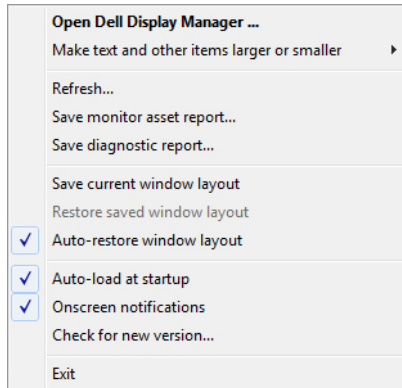 Open Dell Display Manager ...
Make text and other items larger or smaller
Refresh...
Save monitor asset report...
Save diagnostic report...
Save current window layout
Restore saved window layout
Auto-restore window layout
Auto-load at startup
Onscreen notifications
Check for new version...
Exit